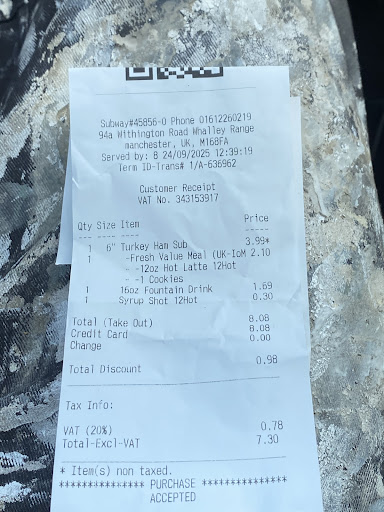 Subway#45856-0 Phone 01612260219
94a Withington Road Whalley Range
manchester, UK, M168FA
Served by: B 24/09/2025 12:39:19
Term ID-Trans# 1/A-636962
Customer Receipt
VAT No. 343153917
Qty Size Item Price
--- ---- ---- -----
1 6" Turkey Ham Sub 3.99*
1 -Fresh Value Meal (UK-IoM 2.10
- -12oz Hot Latte 12Hot
- -1 Cookies
1 16oz Fountain Drink 1.69
1 Syrup Shot 12Hot 0.30
Total (Take Out) 8.08
Credit Card 8.08
Change 0.00
Total Discount 0.98
Tax Info:
VAT (20%) 0.78
Total-Excl-VAT 7.30
* Item(s) non taxed.
************** PURCHASE **************
ACCEPTED